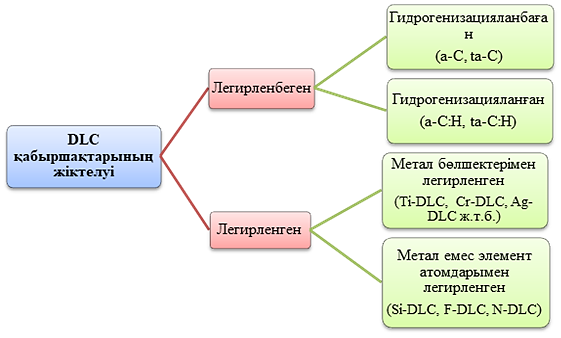 DLC
қабыршақтарының
жіктелуі
Легирленбеген
Гидрогенизацияланбаға
н
(a-C, ta-C)
Гидрогенизацияланған
(a-C:H, ta-C:H)
Легирленген
Метал бөлшектерімен
легирленген
(Ti-DLC, Cr-DLC, Ag-
DLC ж.т.б.)
Метал емес элемент
атомдарымен
легирленген
(Si-DLC, F-DLC, N-DLC)